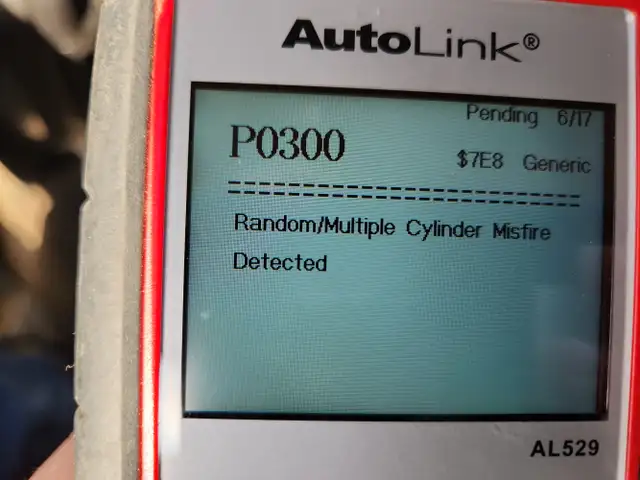 AutoLink®
Pending 6/17
P0300
$7E8 Generic
Random/Multiple Cylinder Misfire
Detected
AL529